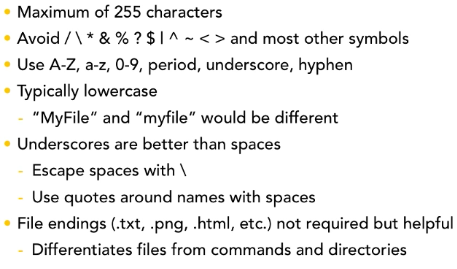 • Maximum of 255 characters
• Avoid / \ * & % ? $ | ^ ~ < > and most other symbols
• Use A-Z, a-z, 0-9, period, underscore, hyphen
• Typically lowercase
- ”MyFile” and “myfile” would be different
• Underscores are better than spaces
- Escape spaces with \
- Use quotes around names with spaces
• File endings (.txt, .png, .html, etc.) not required but helpful
- Differentiates files from commands and directories